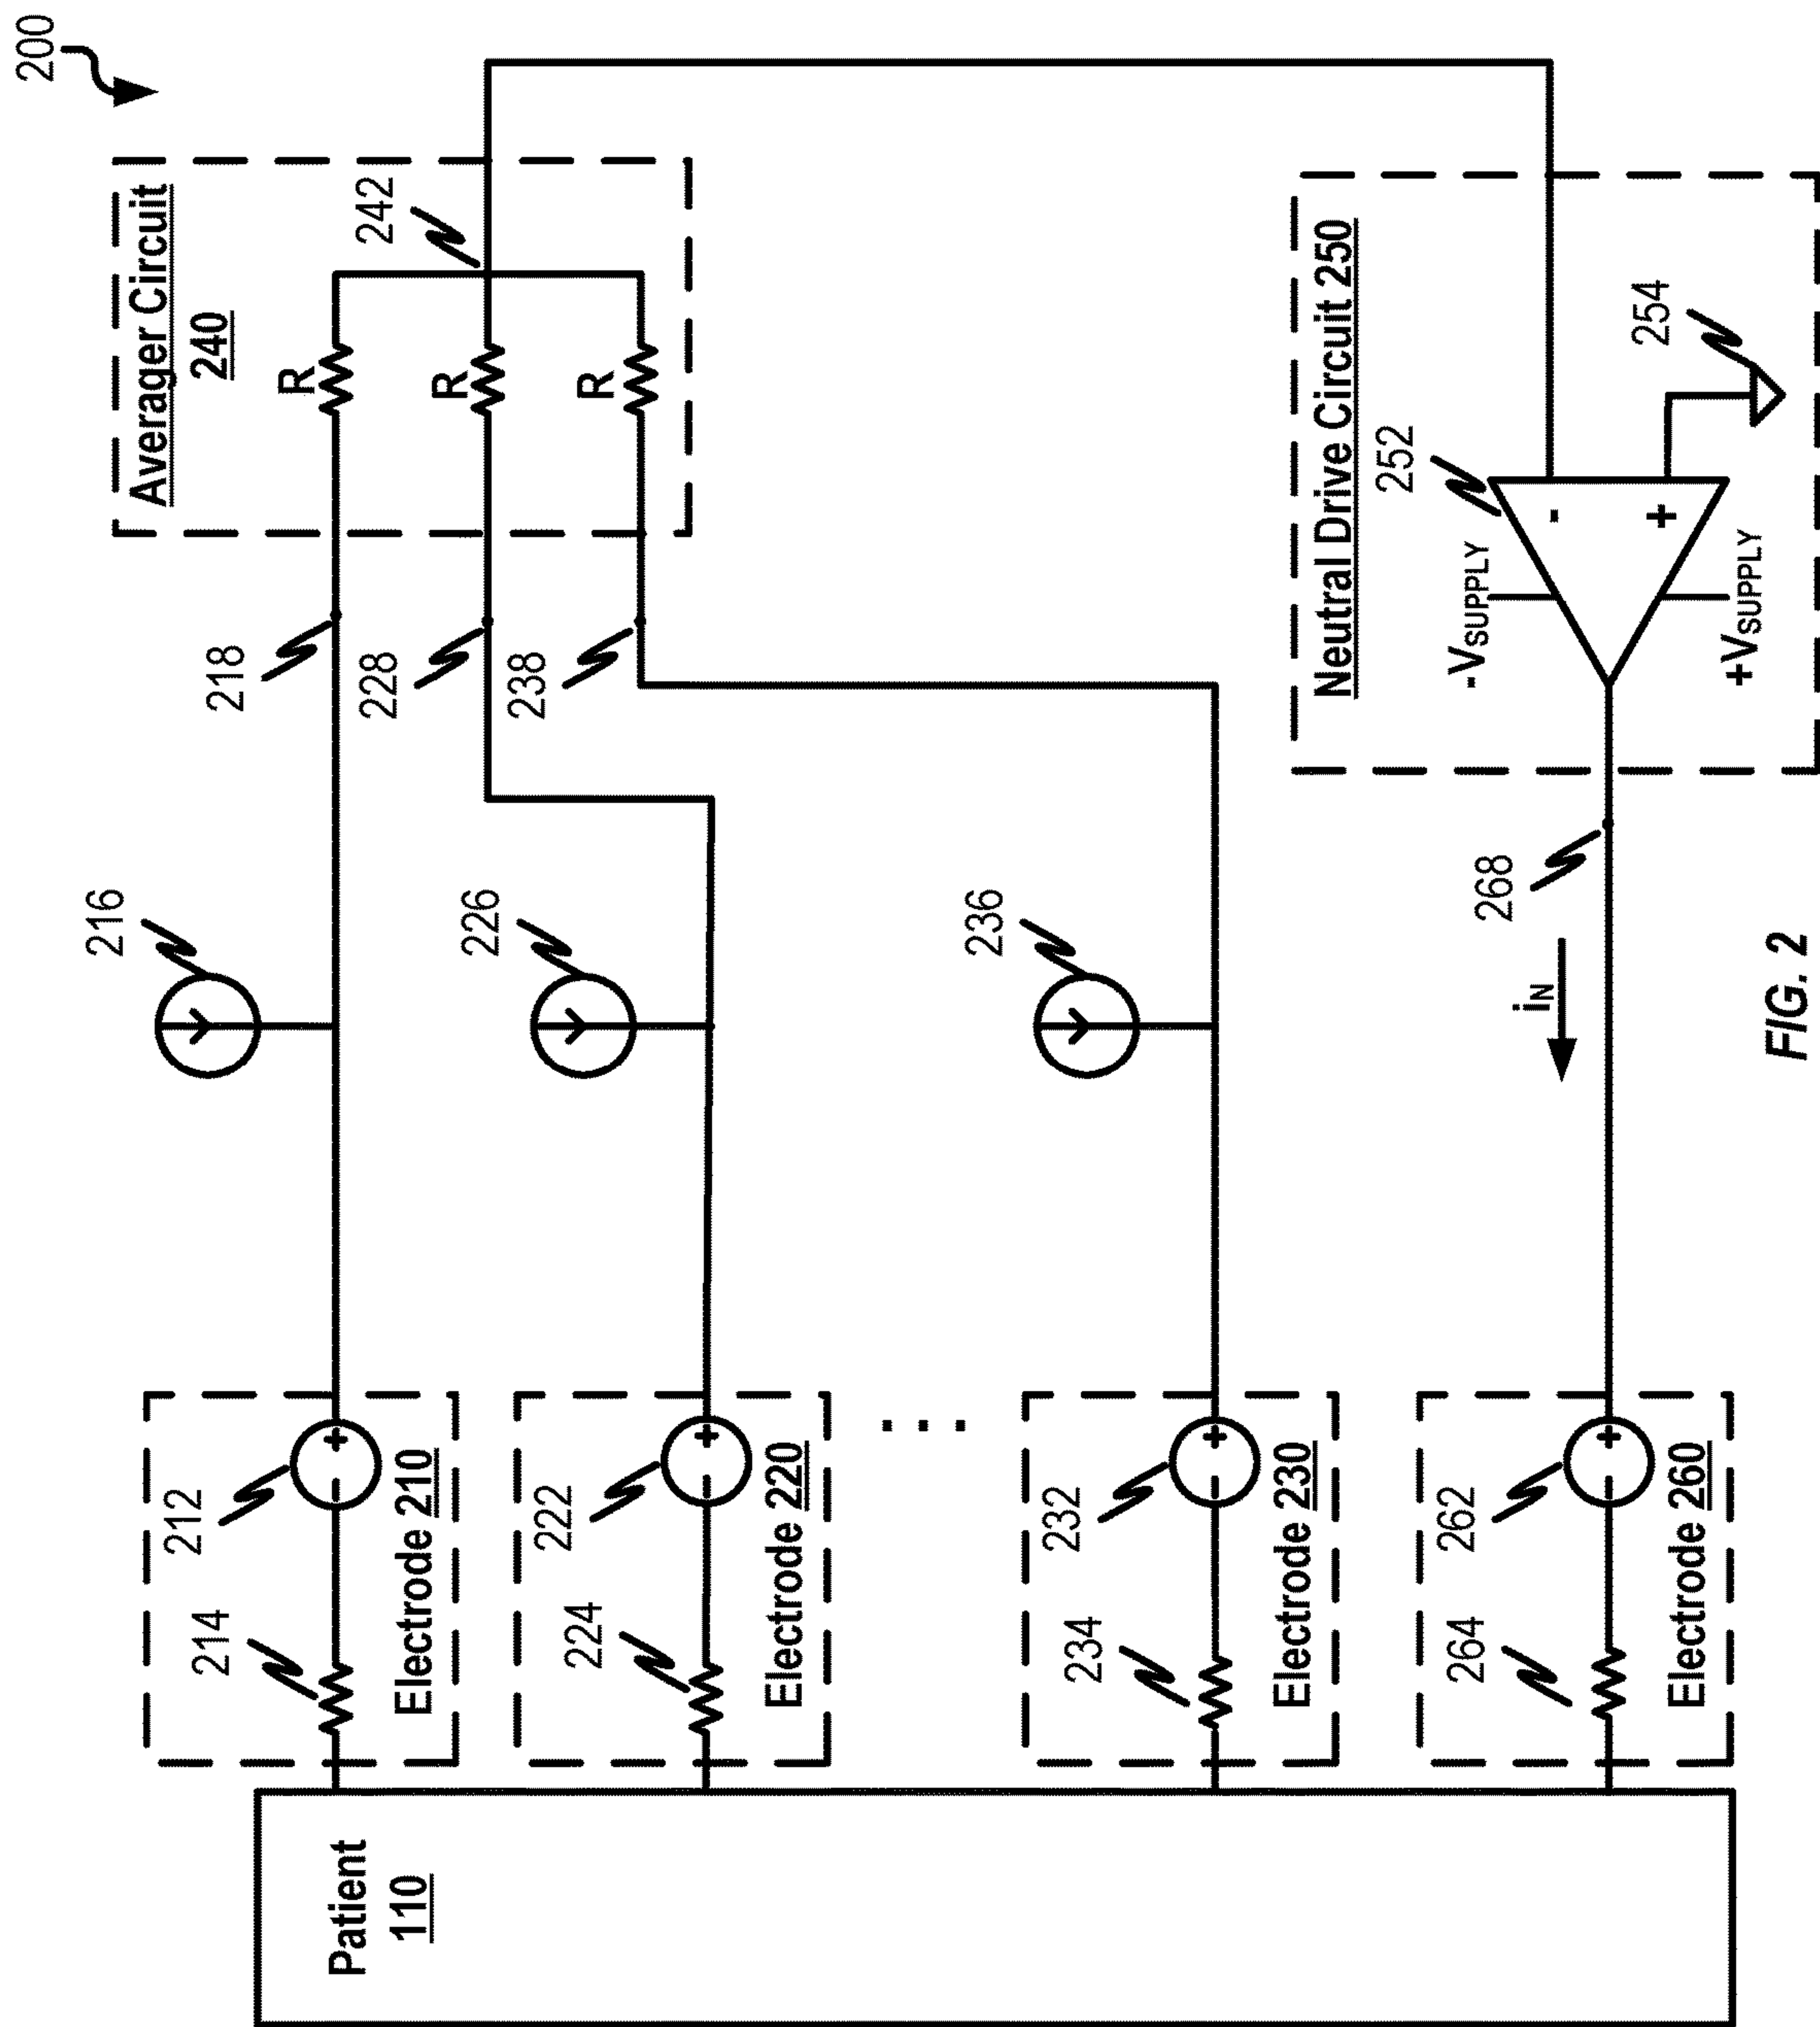 200
Averager Circuit
240
R
R
R
242
218
228
238
216
226
236
212
214
Electrode 210
222
224
Electrode 220
...
232
234
Electrode 230
262
264
Electrode 260
Patient
110
Neutral Drive Circuit 250
252
254
-
+
-VSUPPLY
+VSUPPLY
268
iN
+
-
+
-
+
-
+
-
FIG. 2